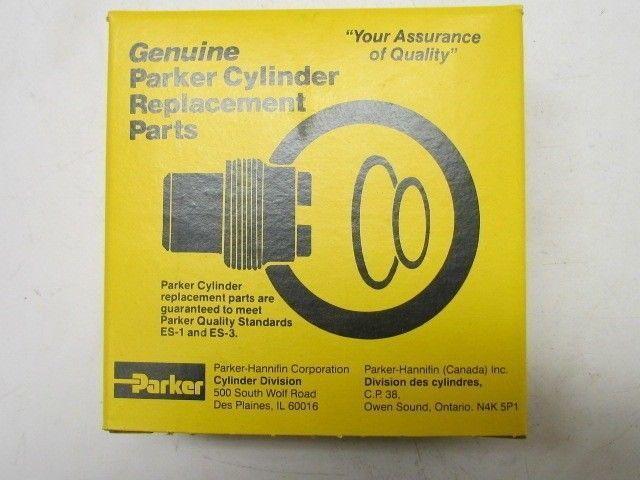 Genuine
Parker Cylinder
Replacement
Parts
"Your Assurance
of Quality"
Parker Cylinder
replacement parts are
guaranteed to meet
Parker Quality Standards
ES-1 and ES-3.
Parker
Parker-Hannifin Corporation
Cylinder Division
500 South Wolf Road
Des Plaines, IL 60016
Parker-Hannifin (Canada) Inc.
Division des cylindres,
C.P. 38,
Owen Sound, Ontario. N4K 5P1